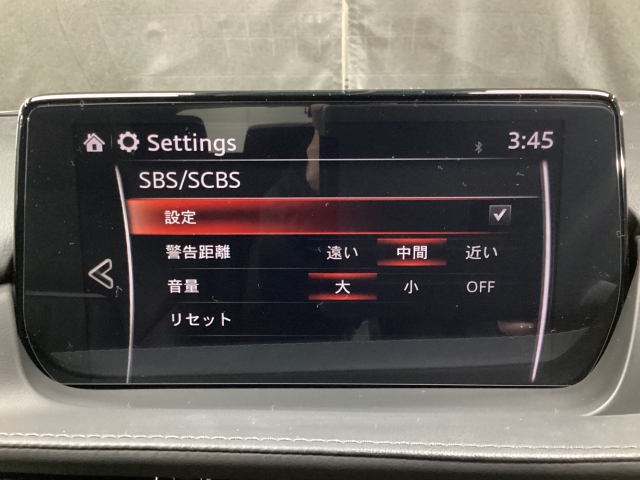 Settings 3:45
SBS/SCBS
設定
警告距離 遠い 中間 近い
音量 大 小 OFF
リセット